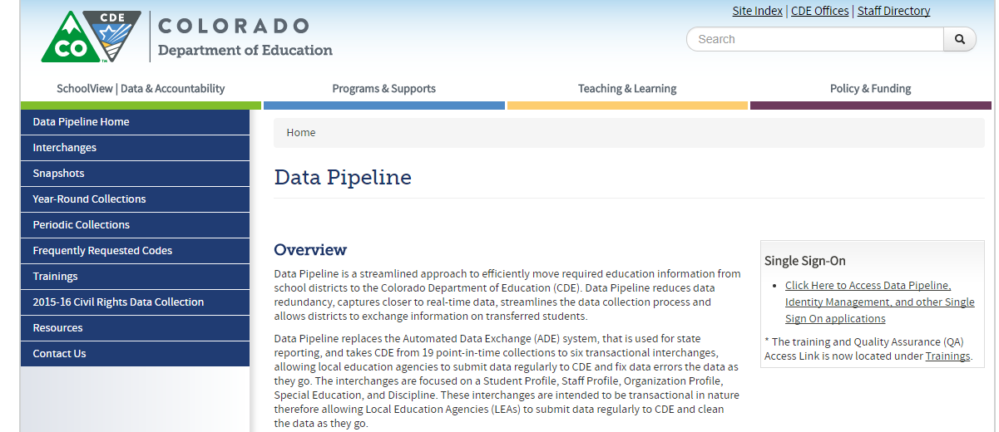 Site Index | CDE Offices | Staff Directory
CDE
CO
TM
COLORADO
Department of Education
Search
SchoolView | Data & Accountability
Programs & Supports
Teaching & Learning
Policy & Funding
Data Pipeline Home
Interchanges
Snapshots
Year-Round Collections
Periodic Collections
Frequently Requested Codes
Trainings
2015-16 Civil Rights Data Collection
Resources
Contact Us
Home
Data Pipeline
Overview
Data Pipeline is a streamlined approach to efficiently move required education information from
school districts to the Colorado Department of Education (CDE). Data Pipeline reduces data
redundancy, captures closer to real-time data, streamlines the data collection process and
allows districts to exchange information on transferred students.
Data Pipeline replaces the Automated Data Exchange (ADE) system, that is used for state
reporting, and takes CDE from 19 point-in-time collections to six transactional interchanges,
allowing local education agencies to submit data regularly to CDE and fix data errors the data as
they go. The interchanges are focused on a Student Profile, Staff Profile, Organization Profile,
Special Education, and Discipline. These interchanges are intended to be transactional in nature
therefore allowing Local Education Agencies (LEAs) to submit data regularly to CDE and clean
the data as they go.
Single Sign-On
• Click Here to Access Data Pipeline,
Identity Management, and other Single
Sign On applications
* The training and Quality Assurance (QA)
Access Link is now located under Trainings.